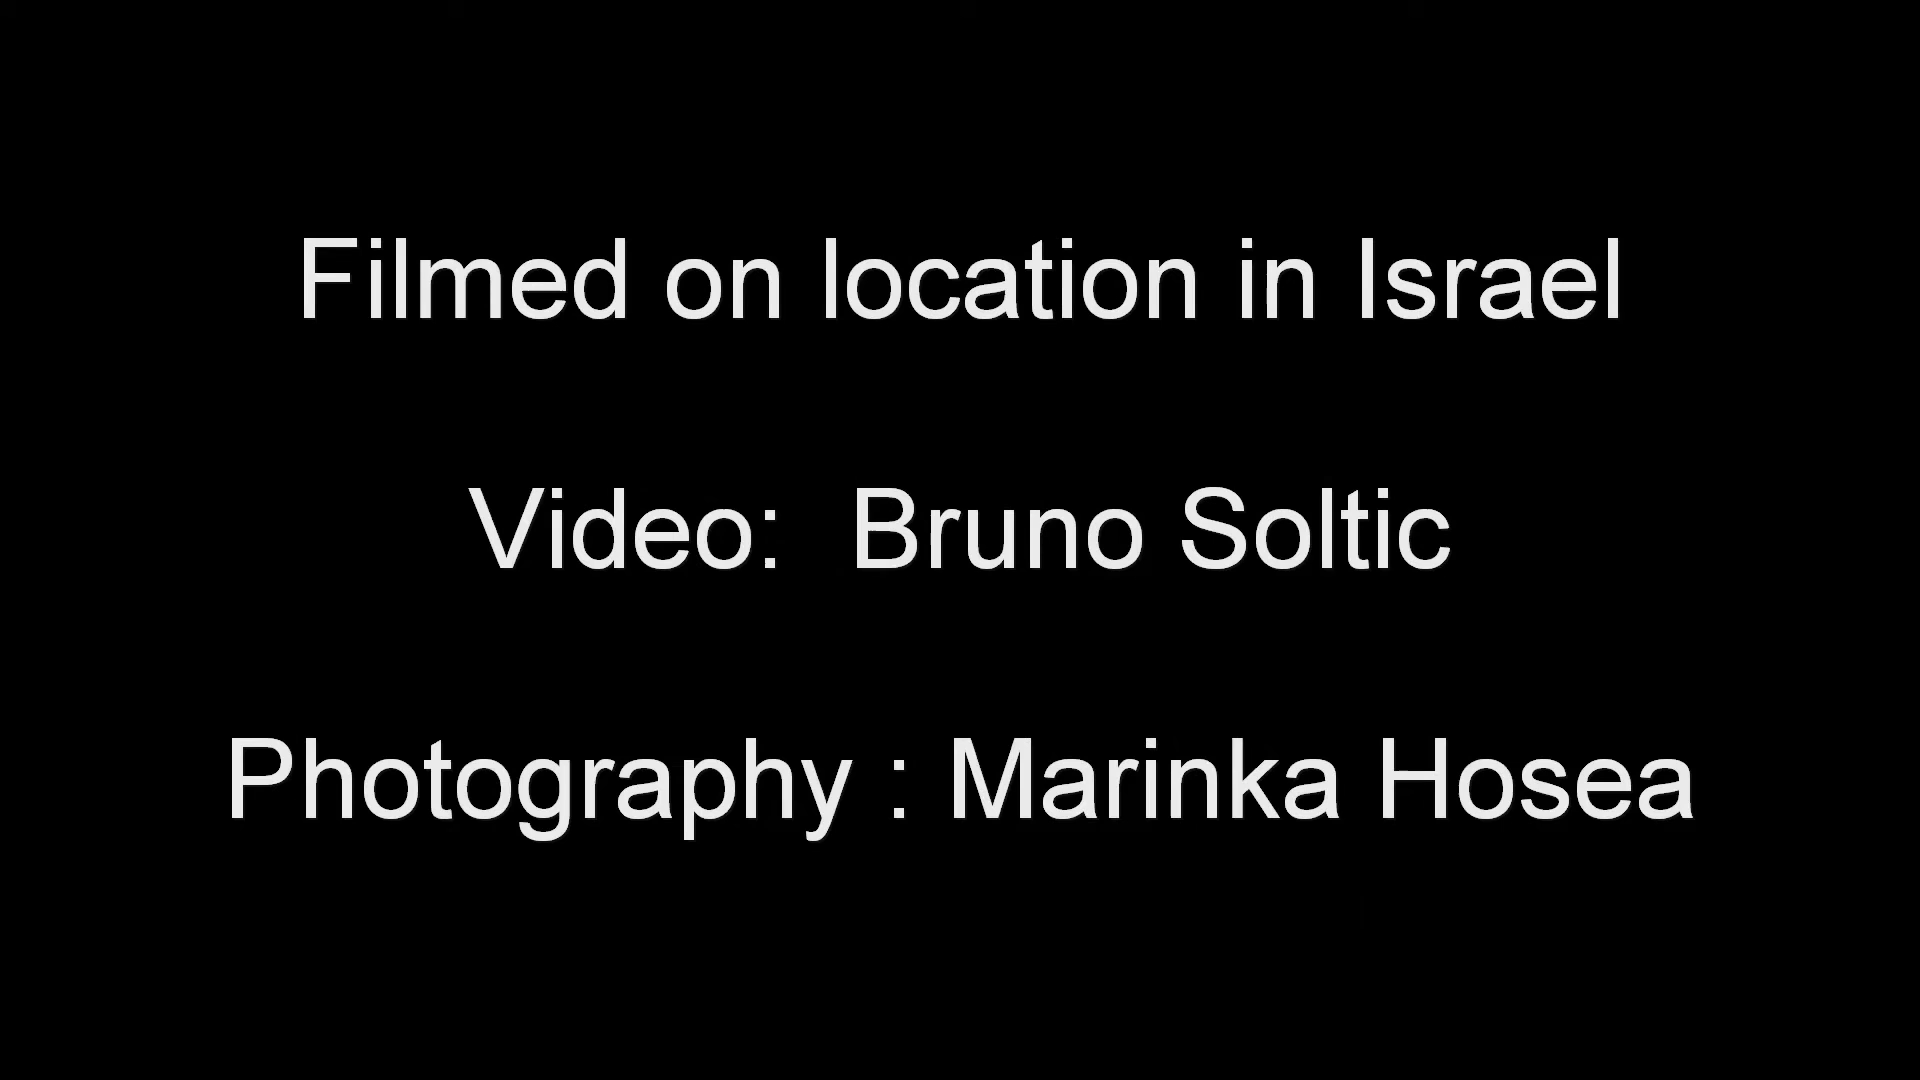 Filmed on location in Israel
Video:  Bruno Soltic
Photography : Marinka Hosea